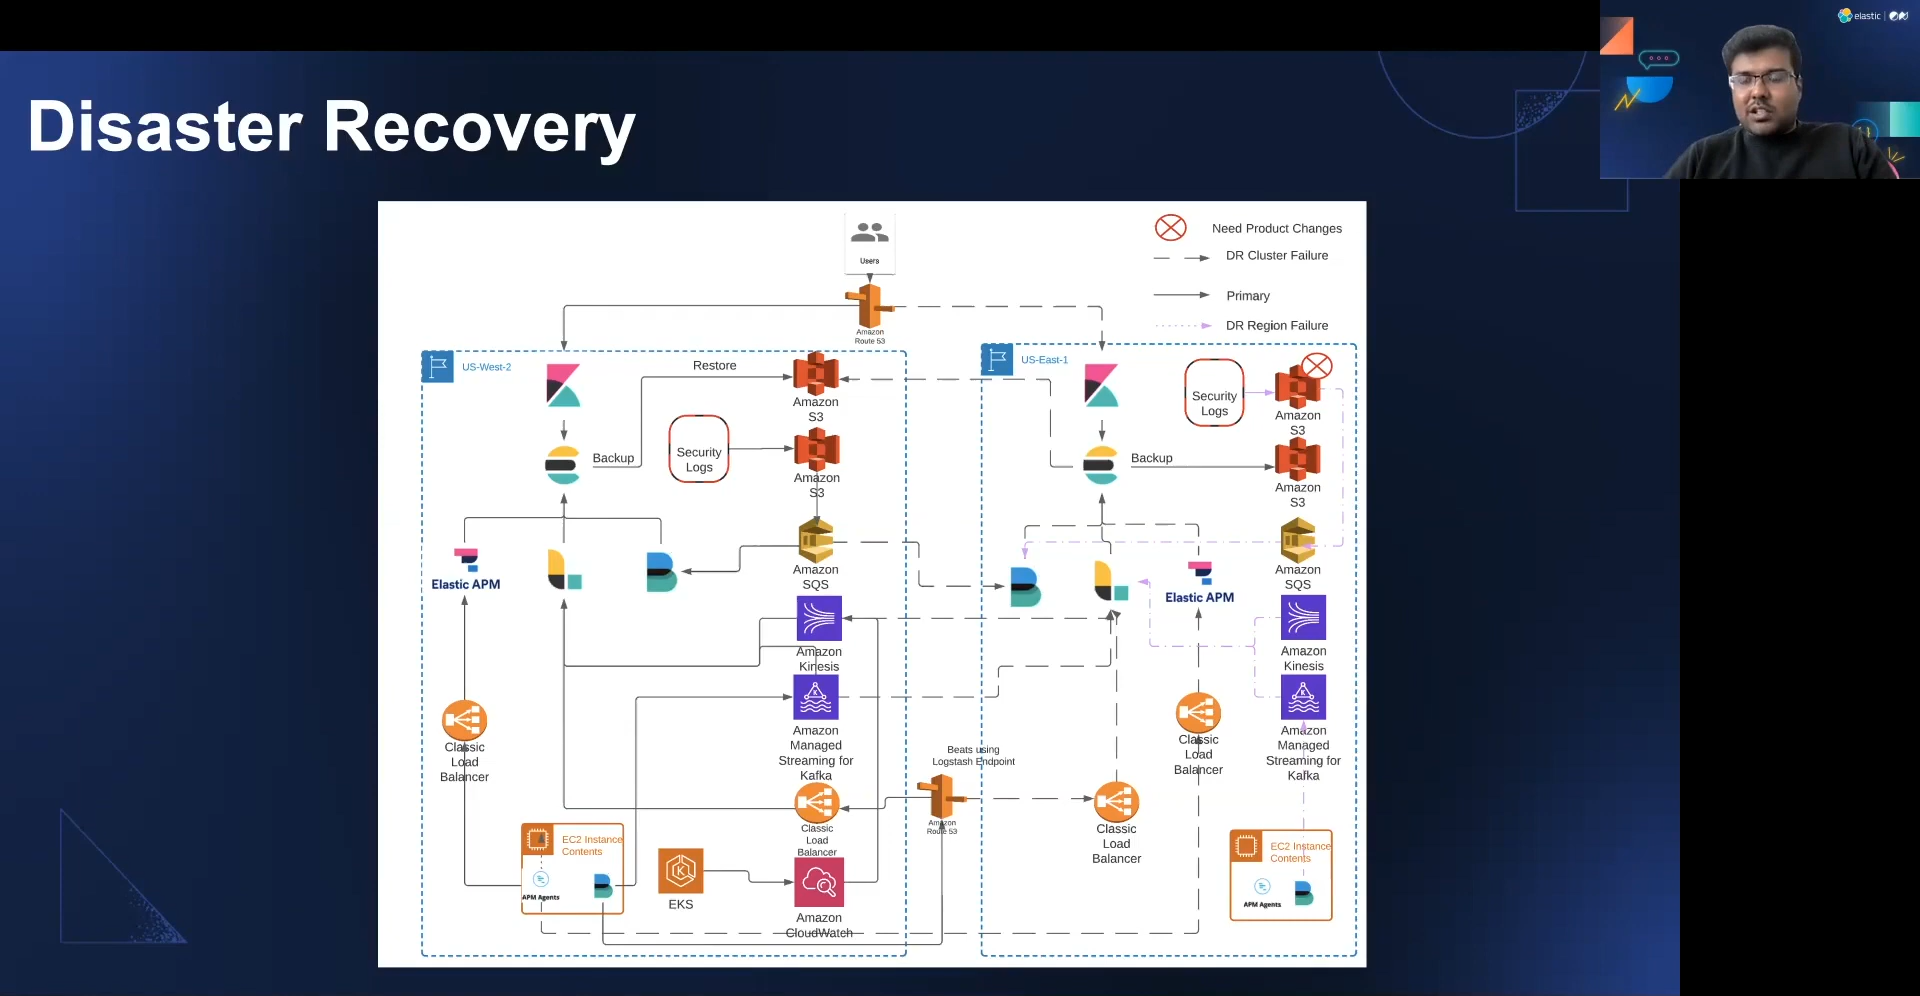 elastic
Disaster Recovery
Users
Amazon
Route 53
Need Product Changes
DR Cluster Failure
Primary
DR Region Failure
US-West-2
Restore
Amazon
S3
Backup
Security
Logs
Amazon
S3
Amazon
SQS
Elastic APM
Amazon
Kinesis
Amazon
Managed
Streaming for
Kafka
Classic
Load
Balancer
Classic
Load
Balancer
EC2 Instance
Contents
APM Agents
EKS
Amazon
CloudWatch
Beats using
Logstash Endpoint
Amazon
Route 53
US-East-1
Security
Logs
Amazon
S3
Backup
Amazon
S3
Amazon
SQS
Elastic APM
Amazon
Kinesis
Amazon
Managed
Streaming for
Kafka
Classic
Load
Balancer
Classic
Load
Balancer
EC2 Instance
Contents
APM Agents